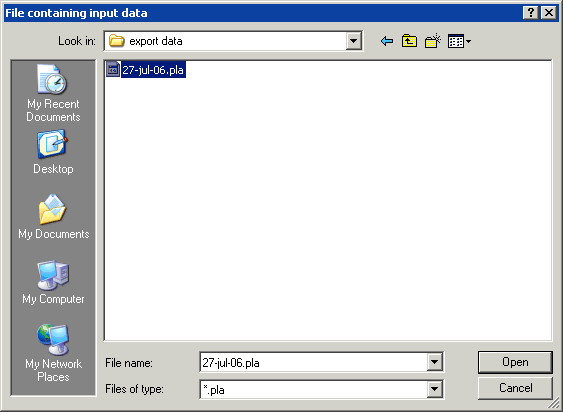 File containing input data
Look in: export data
27-jul-06.pla
My Recent
Documents
Desktop
My Documents
My Computer
My Network
Places
File name: 27-jul-06.pla Open
Files of type: *.pla Cancel